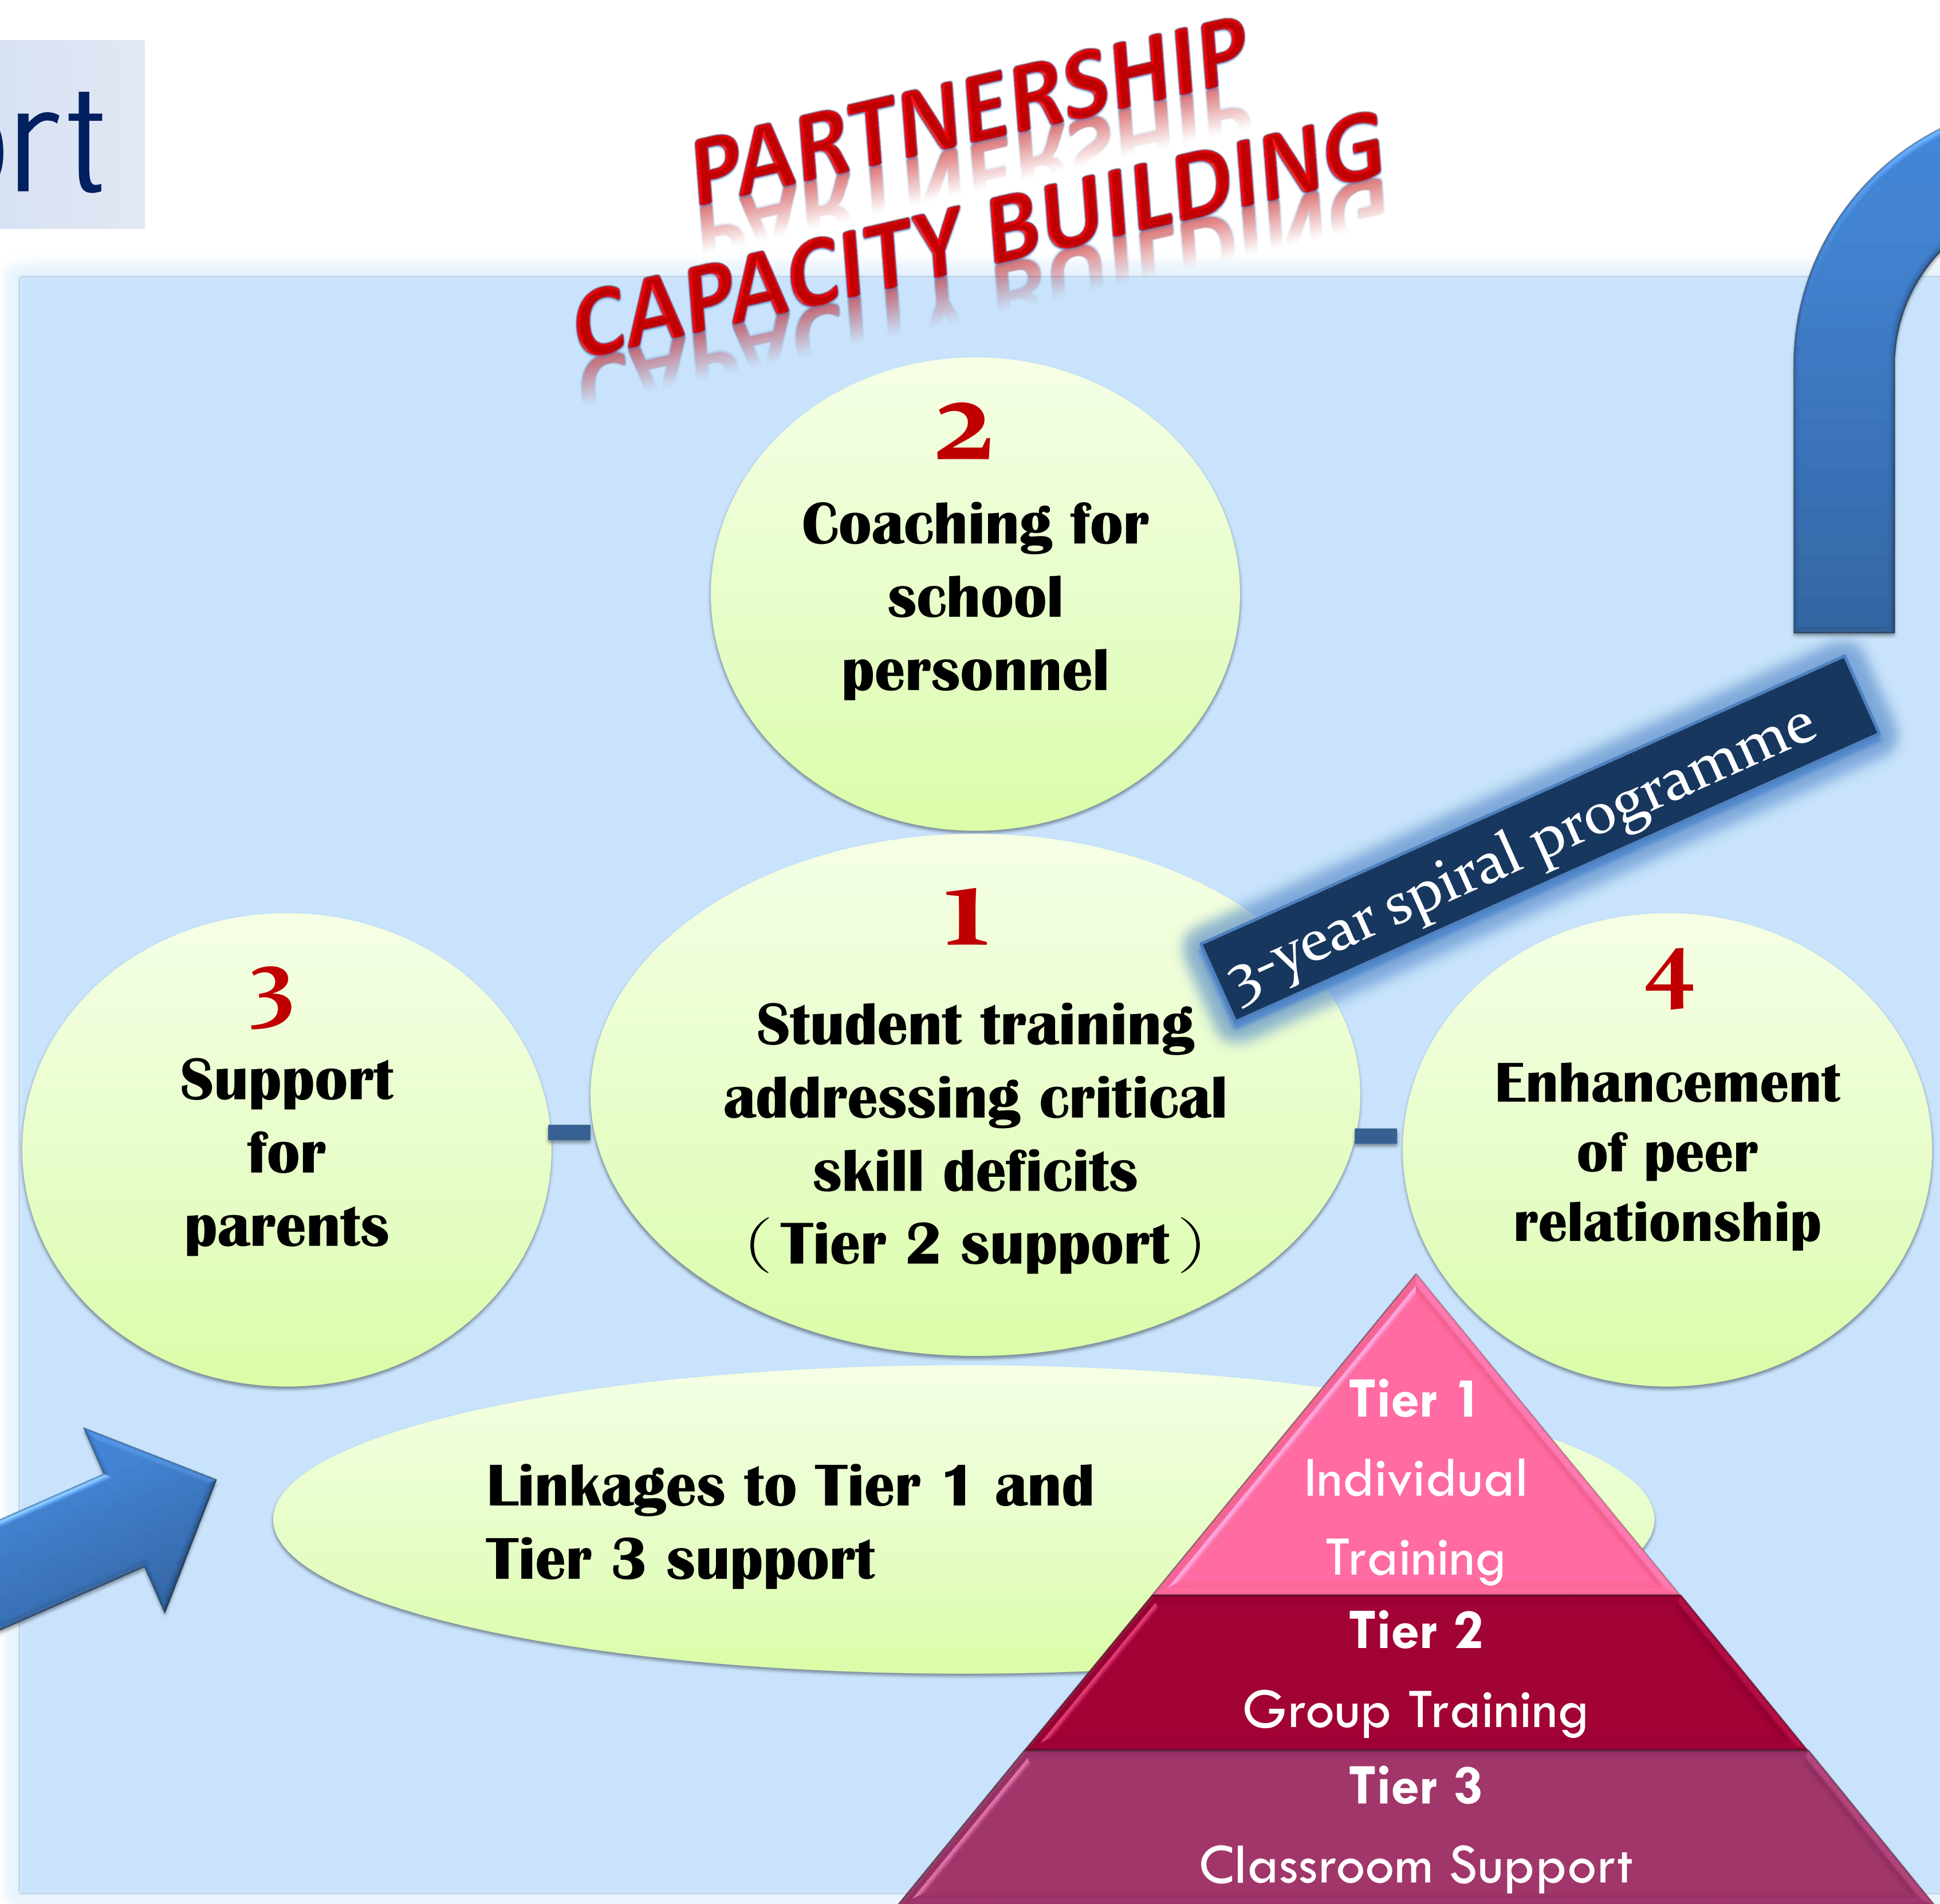 PARTNERSHIP
CAPACITY BUILDING
2
Coaching for
school
personnel
3-year spiral programme
1
Student training
addressing critical
skill deficits
（Tier 2 support）
3
Support
for
parents
4
Enhancement
of peer
relationship
Linkages to Tier 1 and
Tier 3 support
Tier 1
Individual
Training
Tier 2
Group Training
Tier 3
Classroom Support